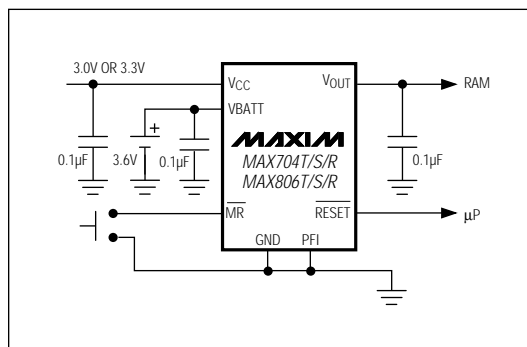 3.0V OR 3.3V
VCC
VOUT
RAM
VBATT
+
0.1µF
3.6V
0.1µF
MAXIM
MAX704T/S/R
MAX806T/S/R
0.1µF
MR
RESET
µP
GND
PFI